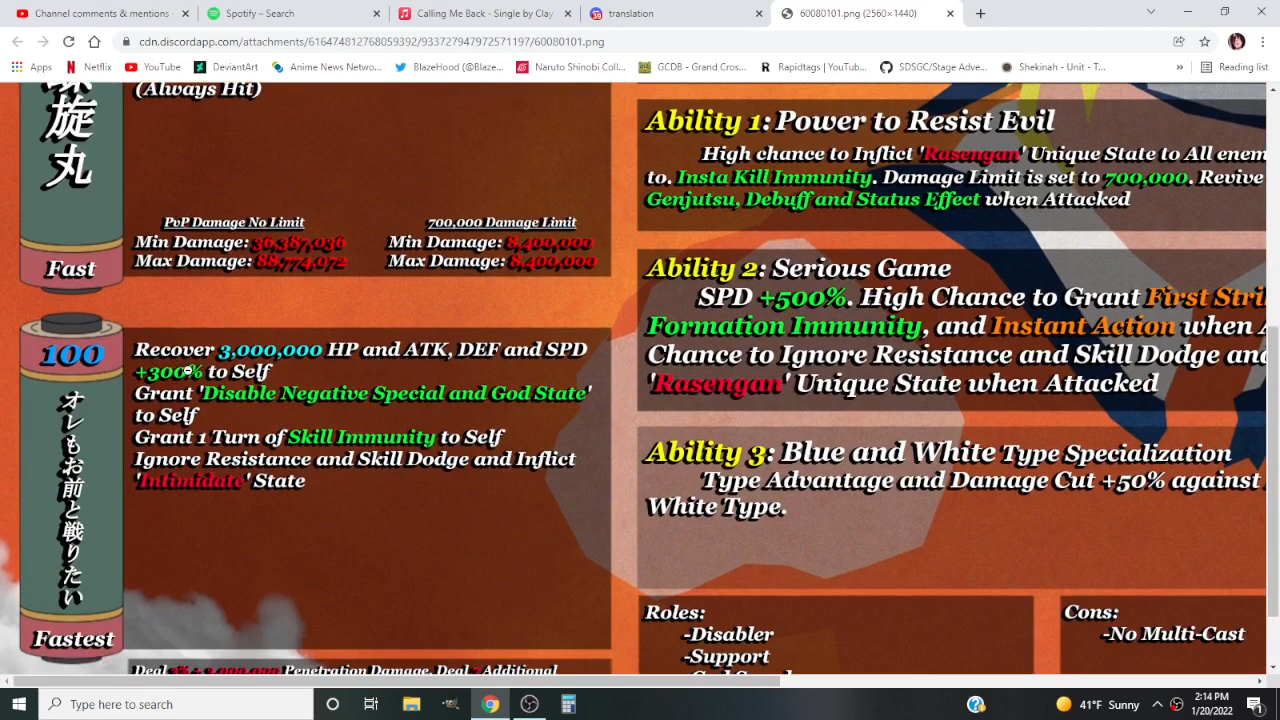 Channel comments & mentions
Spotify – Search
Calling Me Back - Single by Clay
translation
60080101.png (2560×1440)
cdn.discordapp.com/attachments/616474812768059392/933727947972571197/60080101.png
Apps
Netflix
YouTube
DeviantArt
Anime News Netwo...
BlazeHood (@Blaze...
Naruto Shinobi Coll...
GCDB - Grand Cros...
Rapidtags | YouTub...
SDSGC/Stage Adve...
Shekinah - Unit - T...
»
Reading list
旋丸
Fast
(Always Hit)
PvP Damage No Limit
Min Damage: 36,387,036
Max Damage: 88,774,072
700,000 Damage Limit
Min Damage: 8,400,000
Max Damage: 8,400,000
100
オレもお前と戦りたい
Fastest
Recover 3,000,000 HP and ATK, DEF and SPD
+300% to Self
Grant 'Disable Negative Special and God State'
to Self
Grant 1 Turn of Skill Immunity to Self
Ignore Resistance and Skill Dodge and Inflict
'Intimidate' State
Penetration Damage, Deal
Additional
Ability 1: Power to Resist Evil
High chance to Inflict 'Rasengan' Unique State to All enem
to. Insta Kill Immunity. Damage Limit is set to 700,000. Revive
Genjutsu, Debuff and Status Effect when Attacked
Ability 2: Serious Game
SPD +500%. High Chance to Grant First Stri
Formation Immunity, and Instant Action when A
Chance to Ignore Resistance and Skill Dodge and
'Rasengan' Unique State when Attacked
Ability 3: Blue and White Type Specialization
Type Advantage and Damage Cut +50% against
White Type.
Roles:
-Disabler
-Support
Cons:
-No Multi-Cast
Type here to search
41°F Sunny
2:14 PM
1/20/2022